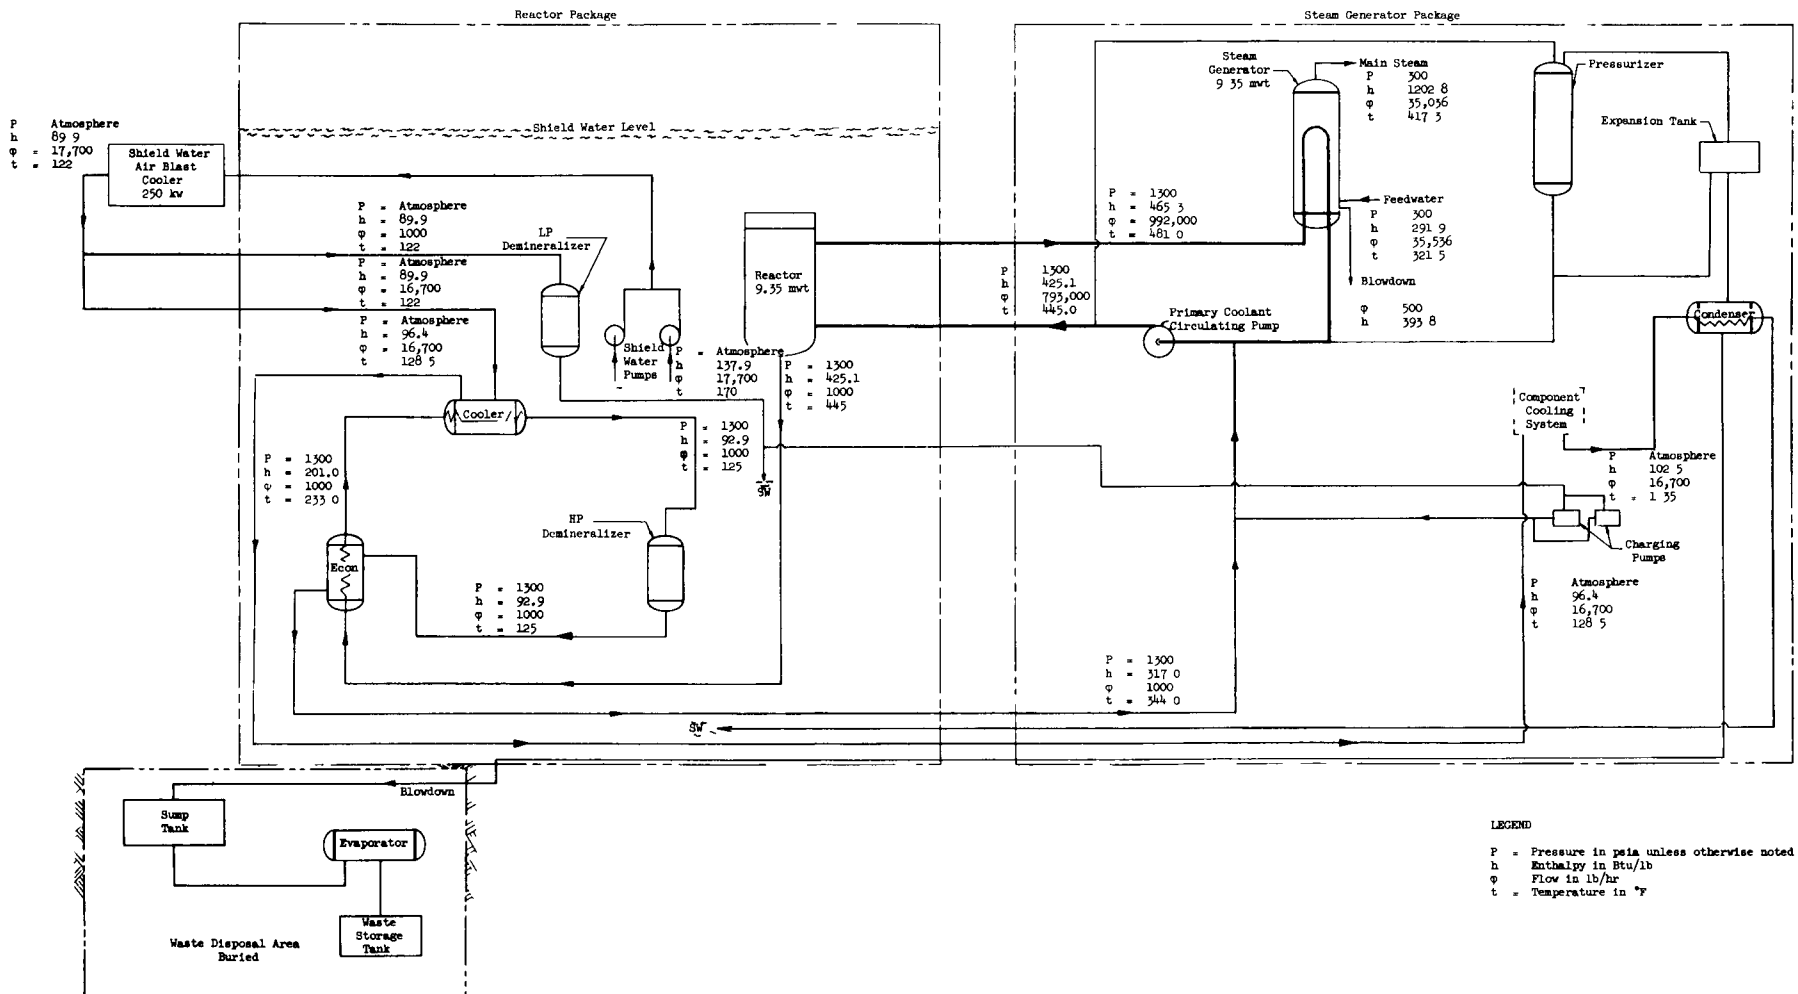 Reactor Package
Steam Generator Package
Steam
Generator
9 35 mwt
Main Steam
P 300
h 1202 8
φ 35,036
t 417 3
Pressurizer
Expansion Tank
Shield Water Level
P Atmosphere
h 89 9
φ = 17,700
t = 122
Shield Water
Air Blast
Cooler
250 kw
P = Atmosphere
h = 89.9
φ = 1000
t = 122
LP
Demineralizer
P = Atmosphere
h = 89.9
φ = 16,700
t = 122
P = Atmosphere
h = 96.4
φ = 16,700
t 128 5
Reactor
9.35 mwt
P = 1300
h = 465 3
φ = 992,000
t = 481 0
Feedwater
P 300
h 291 9
φ 35,536
t 321 5
Blowdown
φ 500
h 393 8
P 1300
h 425.1
φ 793,000
t 445.0
Primary Coolant
Circulating Pump
Condenser
Shield
Water
Pumps
P = Atmosphere
h 137.9
φ 17,700
t 170
P = 1300
h = 425.1
φ = 1000
t = 445
Cooler
P = 1300
h = 92.9
φ = 1000
t = 125
SW
Component
Cooling
System
P Atmosphere
h 102 5
φ 16,700
t = 1 35
P = 1300
h = 201.0
φ = 1000
t = 233 0
HP
Demineralizer
Econ
P = 1300
h = 92.9
φ = 1000
t = 125
Charging
Pumps
P Atmosphere
h 96.4
φ 16,700
t 128 5
P = 1300
h = 317 0
φ 1000
t = 344 0
SW
Blowdown
Sump
Tank
Evaporator
Waste
Storage
Tank
Waste Disposal Area
Buried
LEGEND
P = Pressure in psia unless otherwise noted
h Enthalpy in Btu/lb
φ Flow in lb/hr
t = Temperature in °F